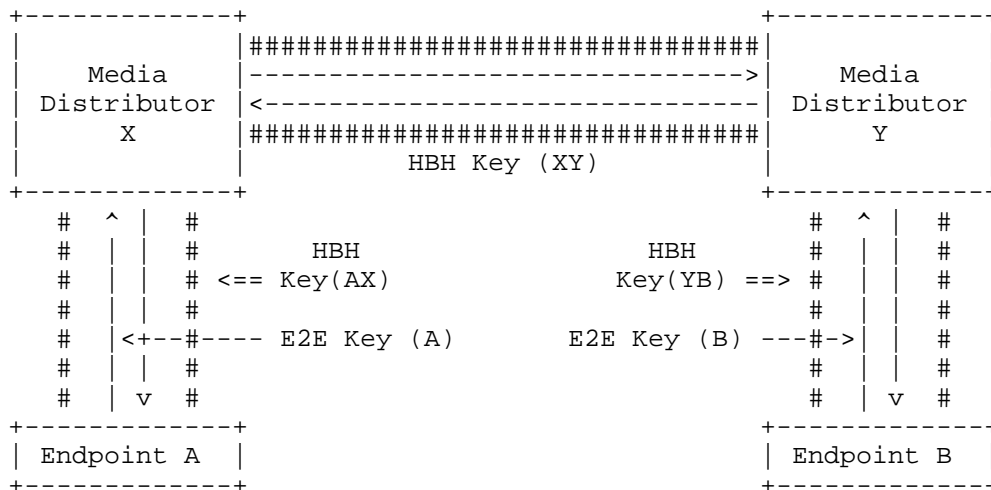 +-------------+                                +-------------
|             |################################|             |
|    Media    |------------------------------->|    Media    |
| Distributor |<-------------------------------| Distributor |
|      X      |################################|      Y      |
|             |          HBH Key (XY)          |             |
+-------------+                                +-------------
   #  ^ |  #                                      #  ^ |  #
   #  | |  #       HBH                  HBH       #  | |  #
   #  | |  # <== Key(AX)              Key(YB) ==> #  | |  #
   #  | |  #                                      #  | |  #
   #  |<+--#---- E2E Key (A)       E2E Key (B) ---#->| |  #
   #  | |  #                                      #  | |  #
   #  | v  #                                      #  | v  #
+-------------+                                +-------------
| Endpoint A  |                                | Endpoint B  |
+-------------+                                +-------------